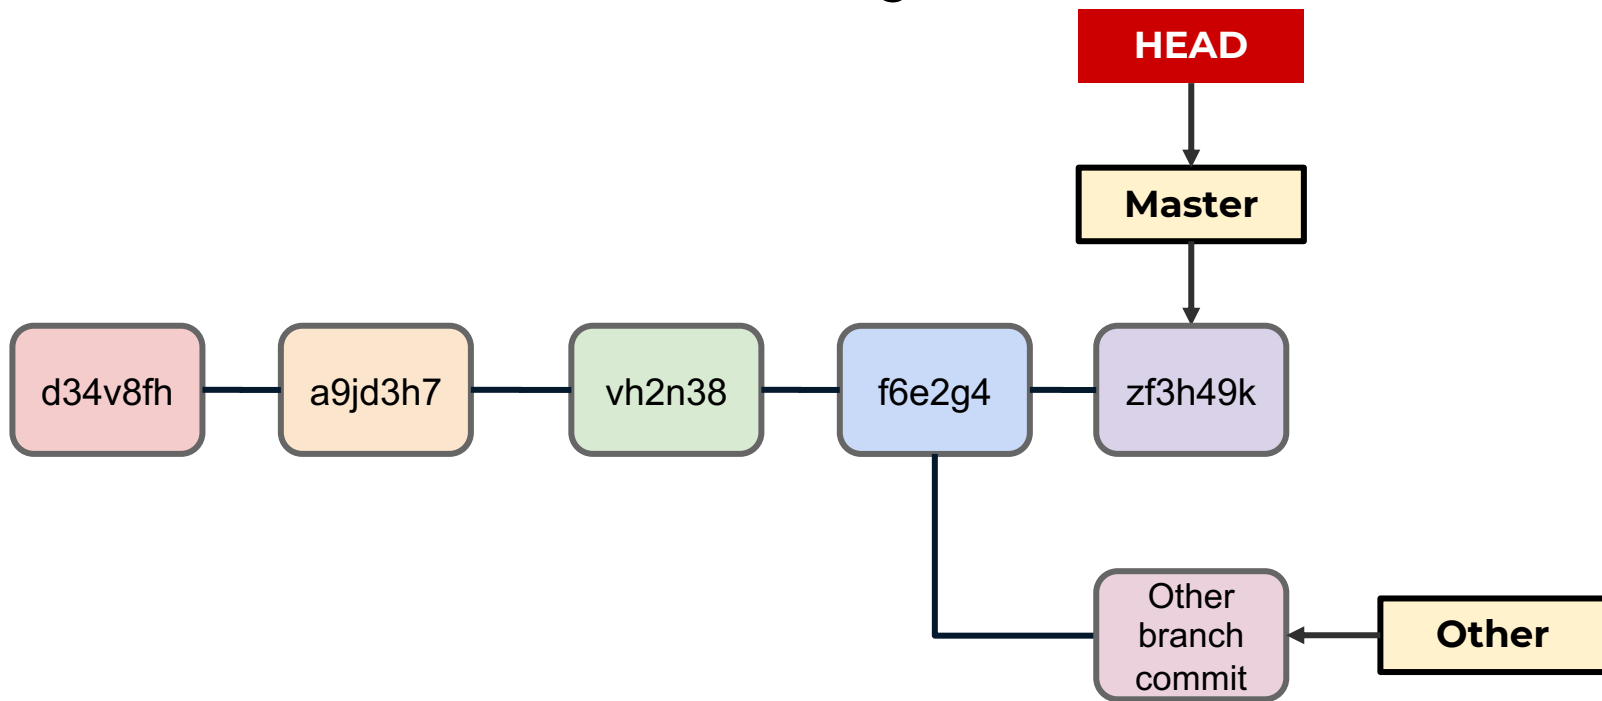 HEAD
Master
d34v8fh
a9jd3h7
vh2n38
f6e2g4
zf3h49k
Other
branch
commit
Other